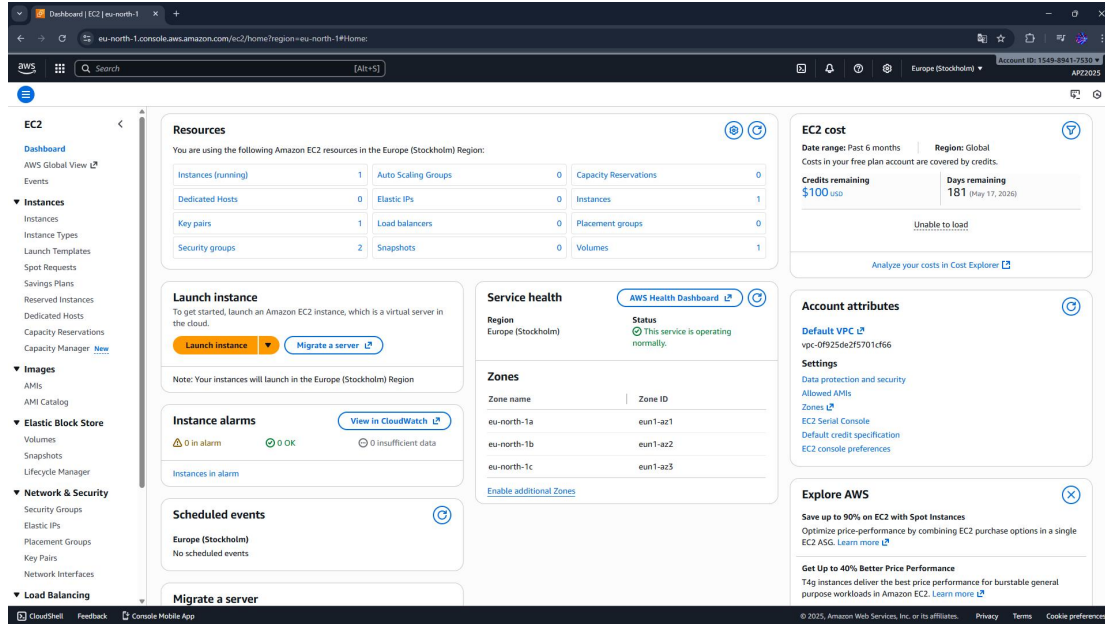 Dashboard | EC2 | eu-north-1
eu-north-1.console.aws.amazon.com/ec2/home?region=eu-north-1#Home:
aws
Search
[Alt+S]
Europe (Stockholm)
Account ID: 1549-8941-7530
APZ2025
EC2
Dashboard
AWS Global View
Events
Instances
Instances
Instance Types
Launch Templates
Spot Requests
Savings Plans
Reserved Instances
Dedicated Hosts
Capacity Reservations
Capacity Manager New
Images
AMIs
AMI Catalog
Elastic Block Store
Volumes
Snapshots
Lifecycle Manager
Network & Security
Security Groups
Elastic IPs
Placement Groups
Key Pairs
Network Interfaces
Load Balancing
Resources
You are using the following Amazon EC2 resources in the Europe (Stockholm) Region:
Instances (running) 1 Auto Scaling Groups 0 Capacity Reservations 0
Dedicated Hosts 0 Elastic IPs 0 Instances 1
Key pairs 1 Load balancers 0 Placement groups 0
Security groups 2 Snapshots 0 Volumes 1
Launch instance
To get started, launch an Amazon EC2 instance, which is a virtual server in
the cloud.
Launch instance
Migrate a server
Note: Your instances will launch in the Europe (Stockholm) Region
Instance alarms
View in CloudWatch
0 in alarm 0 OK 0 insufficient data
Instances in alarm
Scheduled events
Europe (Stockholm)
No scheduled events
Migrate a server
Service health
AWS Health Dashboard
Region Status
Europe (Stockholm) This service is operating
normally.
Zones
Zone name Zone ID
eu-north-1a eun1-az1
eu-north-1b eun1-az2
eu-north-1c eun1-az3
Enable additional Zones
EC2 cost
Date range: Past 6 months Region: Global
Costs in your free plan account are covered by credits.
Credits remaining Days remaining
$100 USD 181 (May 17, 2026)
Unable to load
Analyze your costs in Cost Explorer
Account attributes
Default VPC
vpc-0f925de2f5701cf66
Settings
Data protection and security
Allowed AMIs
Zones
EC2 Serial Console
Default credit specification
EC2 console preferences
Explore AWS
Save up to 90% on EC2 with Spot Instances
Optimize price-performance by combining EC2 purchase options in a single
EC2 ASG. Learn more
Get Up to 40% Better Price Performance
T4g instances deliver the best price performance for burstable general
purpose workloads in Amazon EC2. Learn more
CloudShell Feedback Console Mobile App
© 2025, Amazon Web Services, Inc. or its affiliates. Privacy Terms Cookie preferences